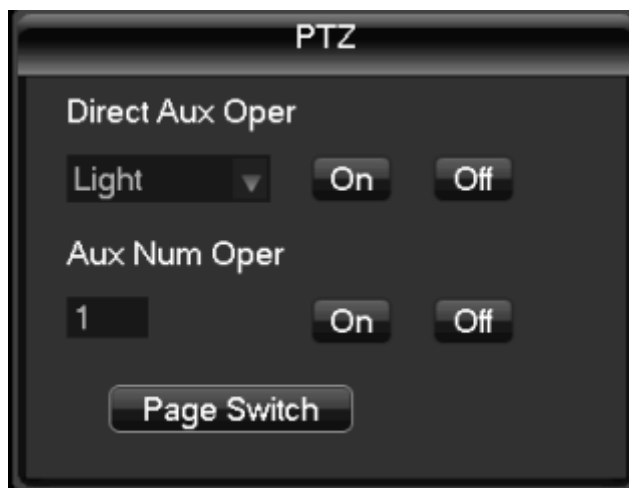 PTZ
Direct Aux Oper
Light On Off
Aux Num Oper
1 On Off
Page Switch